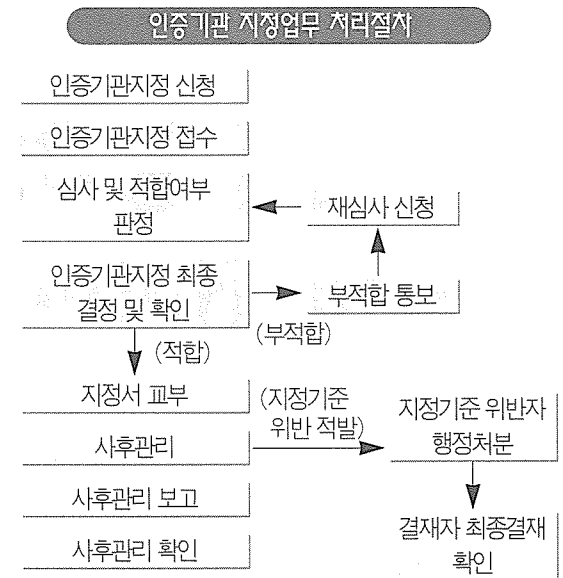 인증기관 지정업무 처리절차
인증기관지정 신청
인증기관지정 접수
심사 및 적합여부
판정
재심사 신청
인증기관지정 최종
결정 및 확인
부적합 통보
(부적합)
(적합)
지정서 교부
(지정기준
위반 적발)
지정기준 위반자
행정처분
사후관리
사후관리 보고
결재자 최종결재
확인
사후관리 확인